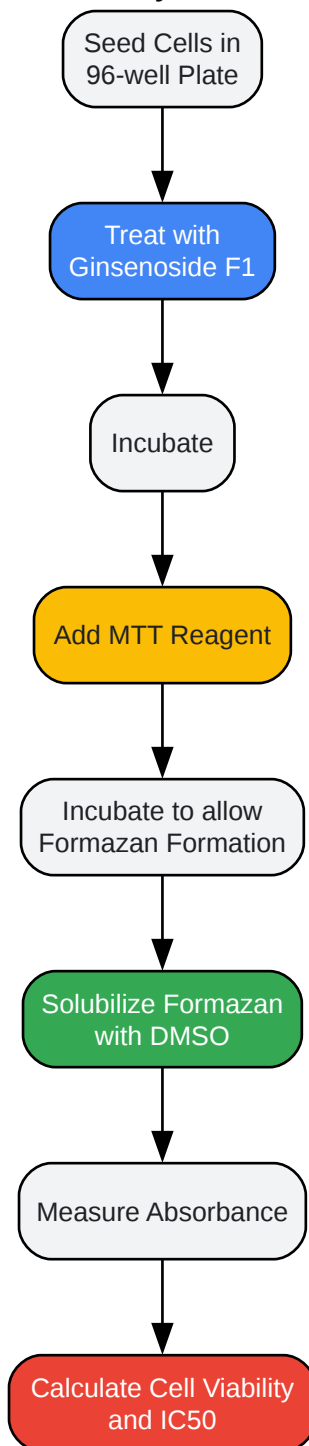 Seed Cells in
96-well Plate
Treat with
Ginsenoside F1
Incubate
Add MTT Reagent
Incubate to allow
Formazan Formation
Solubilize Formazan
with DMSO
Measure Absorbance
Calculate Cell Viability
and IC50